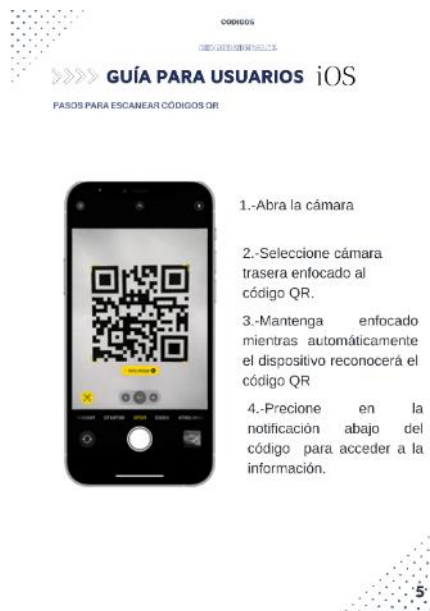 CODIGOS
GUÍA PARA USUARIOS iOS
PASOS PARA ESCANEAR CÓDIGOS QR
1.-Abra la cámara
2.-Seleccione cámara
trasera enfocado al
código QR.
3.-Mantenga enfocado
mientras automáticamente
el dispositivo reconocerá el
código QR
4.-Precione en la
notificación abajo del
código para acceder a la
información.
5